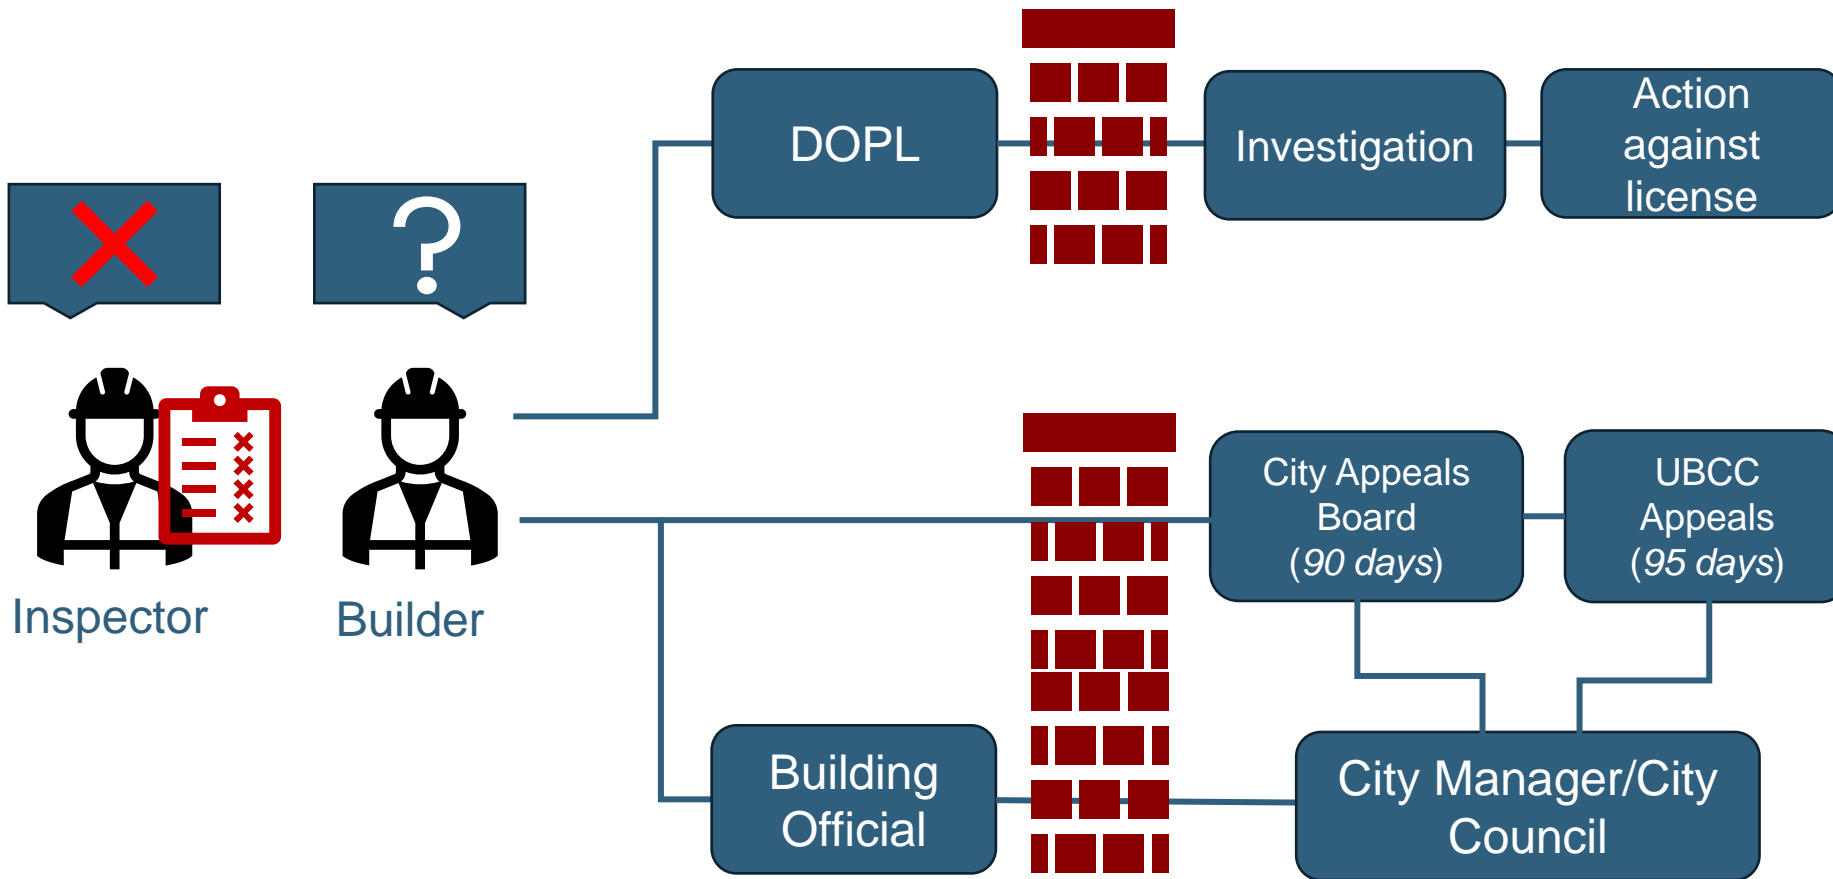 DOPL
Investigation
Action
against
license
?
Inspector
Builder
City Appeals
Board
(90 days)
UBCC
Appeals
(95 days)
Building
Official
City Manager/City
Council